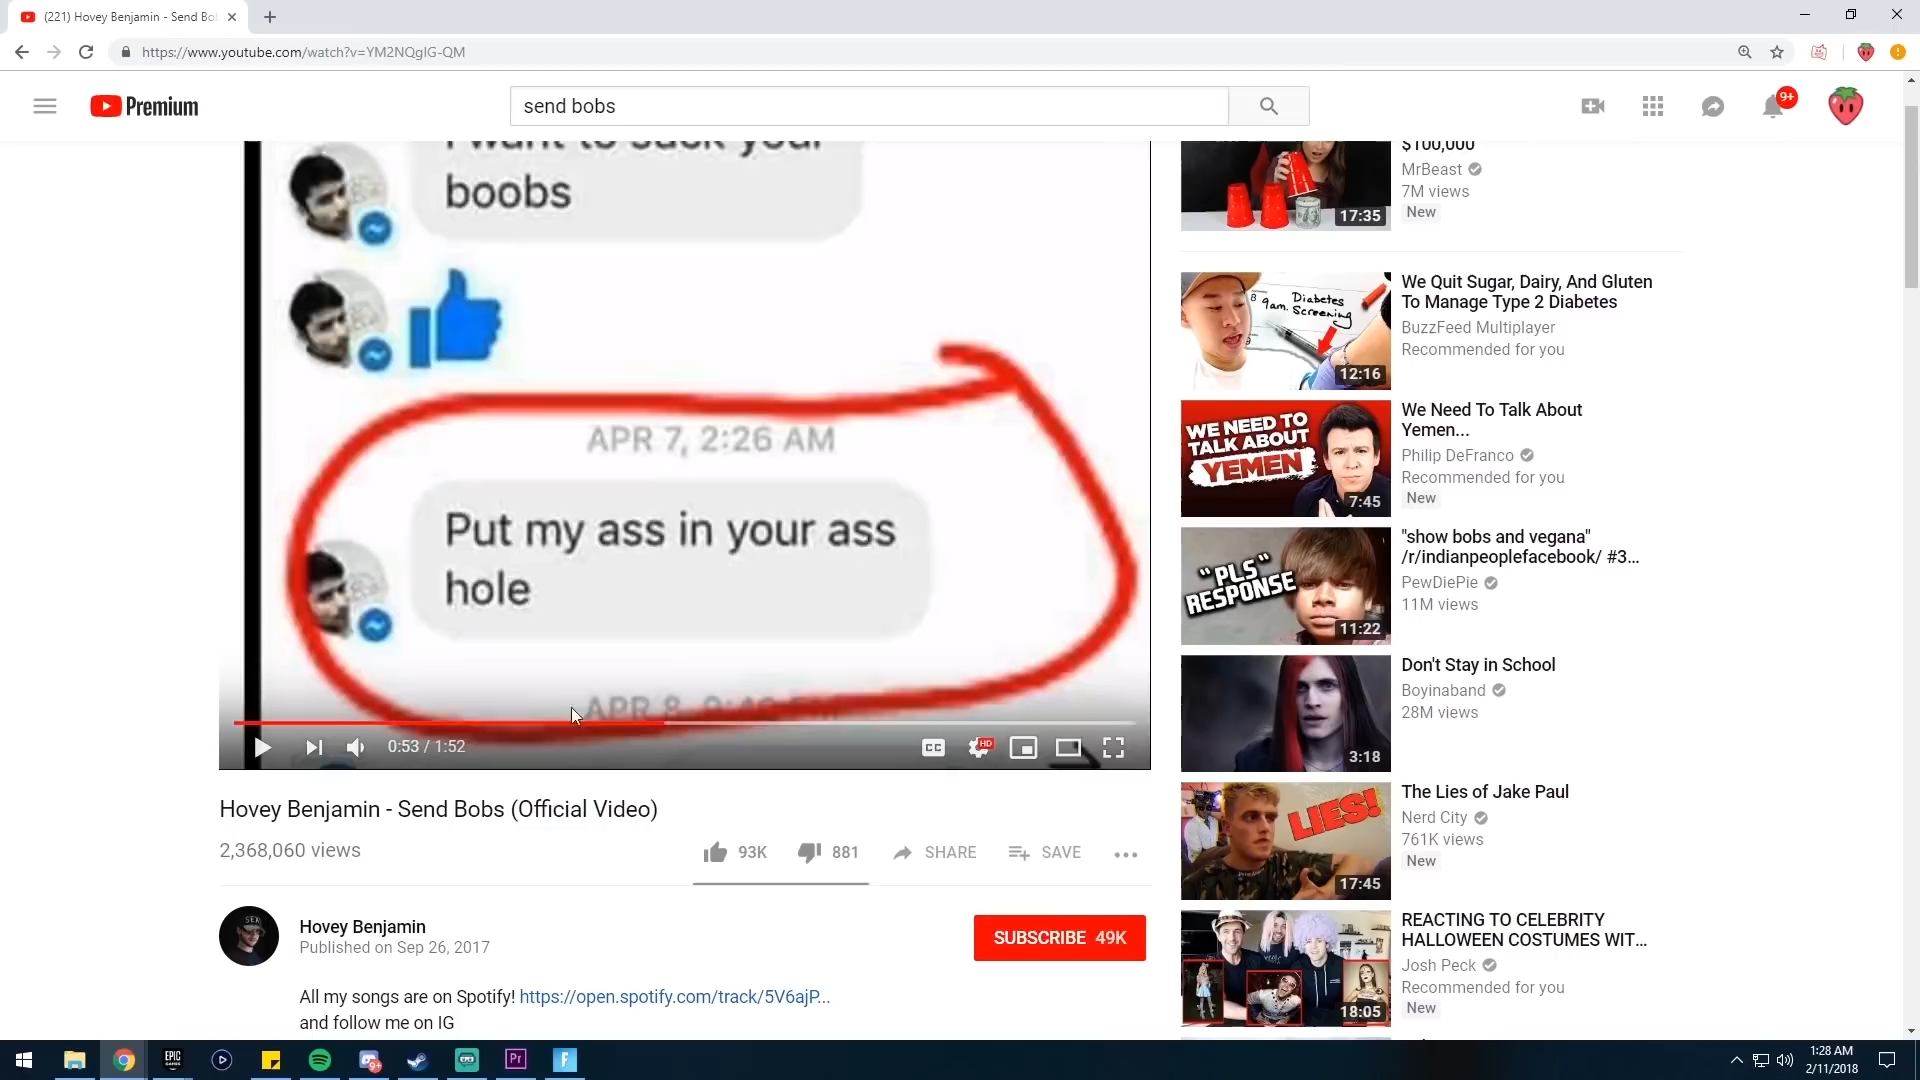 (221) Hovey Benjamin - Send Bo
https://www.youtube.com/watch?v=YM2NQgIG-QM
Premium
send bobs
9+
I want to suck your
boobs
APR 7, 2:26 AM
Put my ass in your ass
hole
APR 8, 9:46 PM
0:53 / 1:52
CC
HD
Hovey Benjamin - Send Bobs (Official Video)
2,368,060 views
93K
881
SHARE
SAVE
Hovey Benjamin
Published on Sep 26, 2017
SUBSCRIBE 49K
All my songs are on Spotify! https://open.spotify.com/track/5V6ajP...
and follow me on IG
$100,000
MrBeast
7M views
New
17:35
Diabetes
9am. Screening
12:16
We Quit Sugar, Dairy, And Gluten
To Manage Type 2 Diabetes
BuzzFeed Multiplayer
Recommended for you
WE NEED TO
TALK ABOUT
YEMEN
7:45
We Need To Talk About
Yemen...
Philip DeFranco
Recommended for you
New
"PLS"
RESPONSE
11:22
"show bobs and vegana"
/r/indianpeoplefacebook/ #3...
PewDiePie
11M views
3:18
Don't Stay in School
Boyinaband
28M views
LIES!
17:45
The Lies of Jake Paul
Nerd City
761K views
New
18:05
REACTING TO CELEBRITY
HALLOWEEN COSTUMES WIT...
Josh Peck
Recommended for you
New
EPIC
GAMES
9+
Pr
F
1:28 AM
2/11/2018